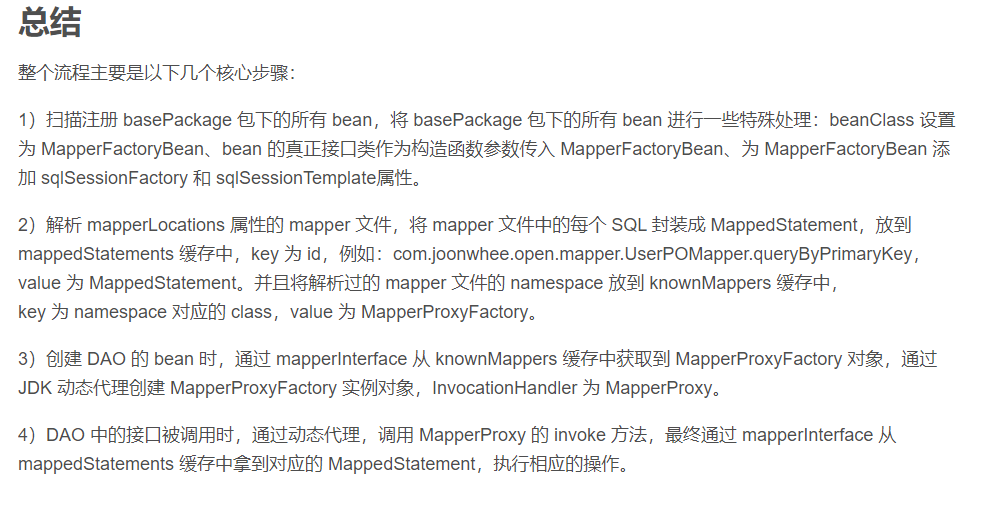 总结
整个流程主要是以下几个核心步骤：
1）扫描注册 basePackage 包下的所有 bean，将 basePackage 包下的所有 bean 进行一些特殊处理：beanClass 设置
为 MapperFactoryBean、bean 的真正接口类作为构造函数参数传入 MapperFactoryBean、为 MapperFactoryBean 添
加 sqlSessionFactory 和 sqlSessionTemplate属性。
2）解析 mapperLocations 属性的 mapper 文件，将 mapper 文件中的每个 SQL 封装成 MappedStatement，放到
mappedStatements 缓存中，key 为 id，例如：com.joonwhee.open.mapper.UserPOMapper.queryByPrimaryKey，
value 为 MappedStatement。并且将解析过的 mapper 文件的 namespace 放到 knownMappers 缓存中，
key 为 namespace 对应的 class，value 为 MapperProxyFactory。
3）创建 DAO 的 bean 时，通过 mapperInterface 从 knownMappers 缓存中获取到 MapperProxyFactory 对象，通过
JDK 动态代理创建 MapperProxyFactory 实例对象，InvocationHandler 为 MapperProxy。
4）DAO 中的接口被调用时，通过动态代理，调用 MapperProxy 的 invoke 方法，最终通过 mapperInterface 从
mappedStatements 缓存中拿到对应的 MappedStatement，执行相应的操作。